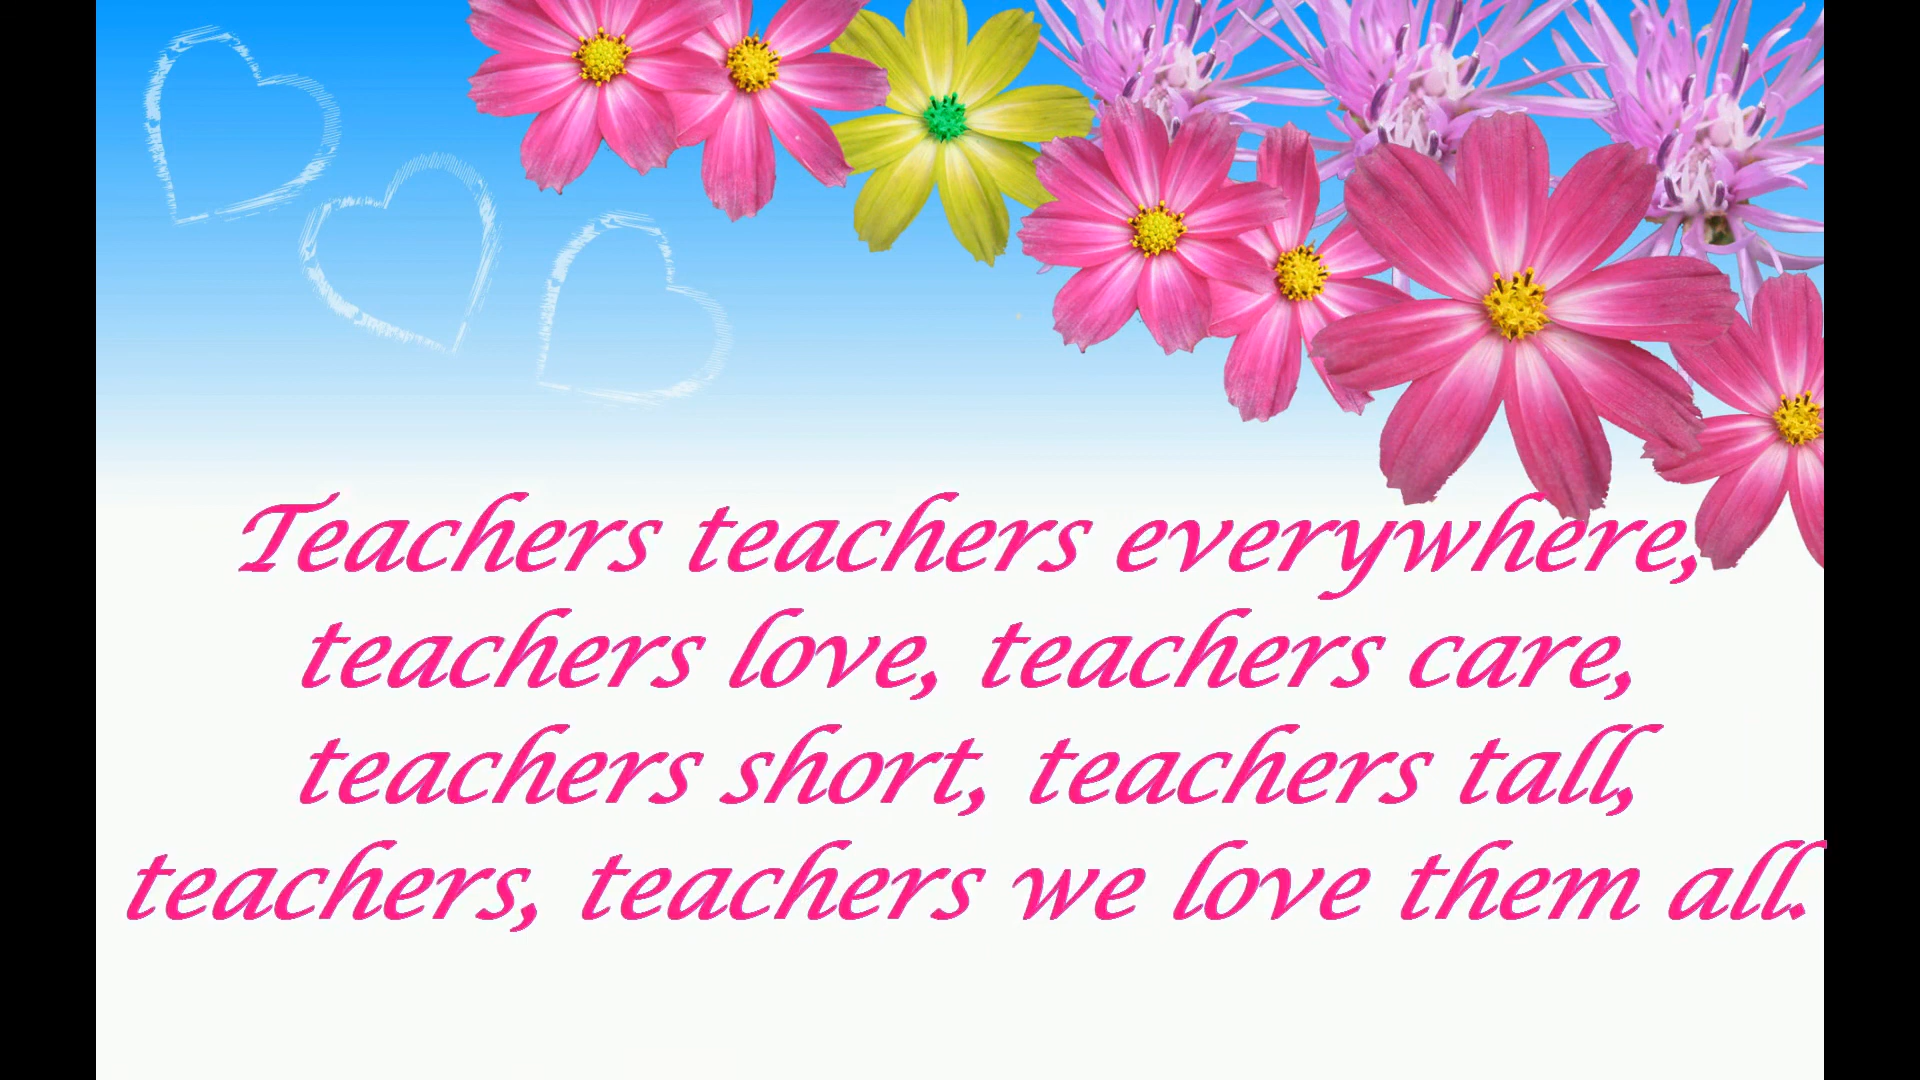 Teachers teachers everywhere,
teachers love, teachers care,
teachers short, teachers tall,
teachers, teachers we love them all.